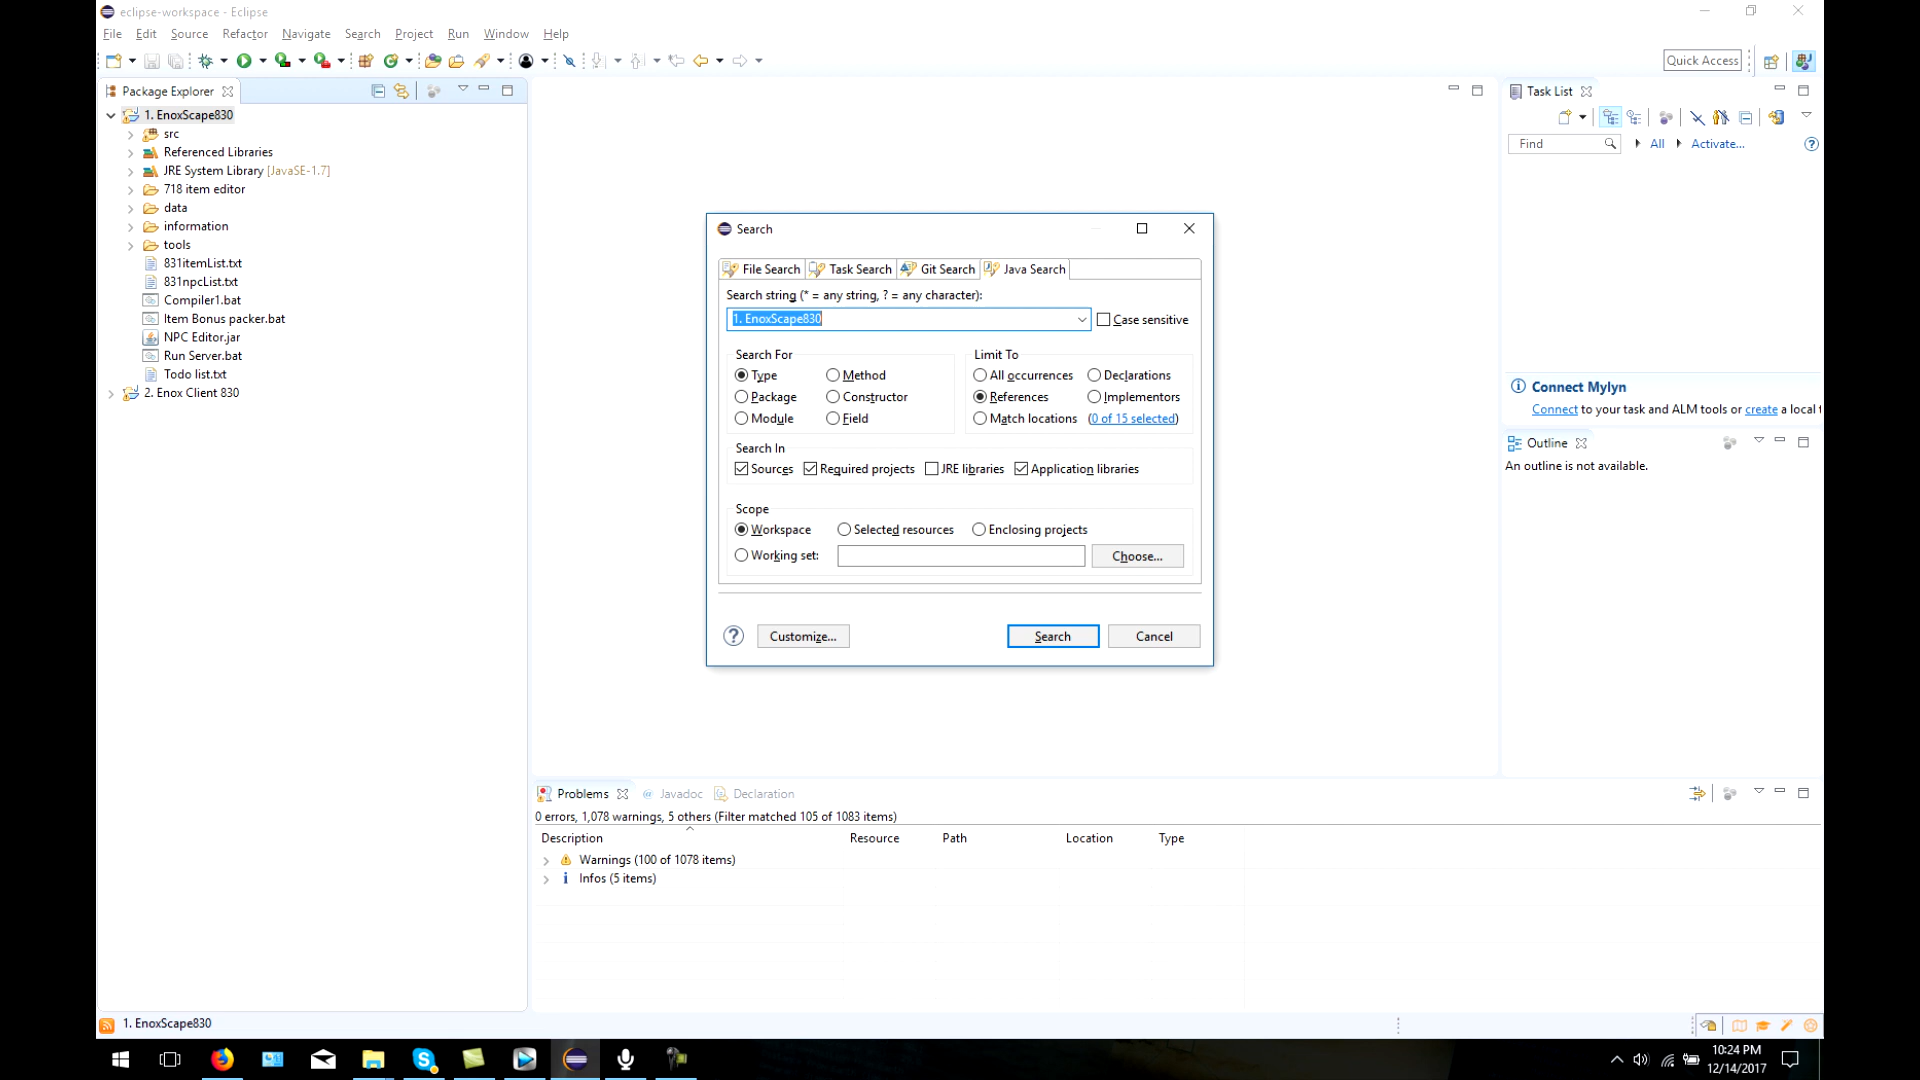 eclipse-workspace - Eclipse
File Edit Source Refactor Navigate Search Project Run Window Help
Quick Access
Package Explorer
1. EnoxScape830
src
Referenced Libraries
JRE System Library [JavaSE-1.7]
718 item editor
data
information
tools
831itemList.txt
831npcList.txt
Compiler1.bat
Item Bonus packer.bat
NPC Editor.jar
Run Server.bat
Todo list.txt
2. Enox Client 830
Search
File Search Task Search Git Search Java Search
Search string (* = any string, ? = any character):
1. EnoxScape830 Case sensitive
Search For
Type Method
Package Constructor
Module Field
Limit To
All occurrences Declarations
References Implementors
Match locations (0 of 15 selected)
Search In
Sources Required projects JRE libraries Application libraries
Scope
Workspace Selected resources Enclosing projects
Working set: Choose...
? Customize... Search Cancel
Task List
Find All Activate... ?
Connect Mylyn
Connect to your task and ALM tools or create a local
Outline
An outline is not available.
Problems @ Javadoc Declaration
0 errors, 1,078 warnings, 5 others (Filter matched 105 of 1083 items)
Description Resource Path Location Type
Warnings (100 of 1078 items)
i Infos (5 items)
1. EnoxScape830
10:24 PM
12/14/2017